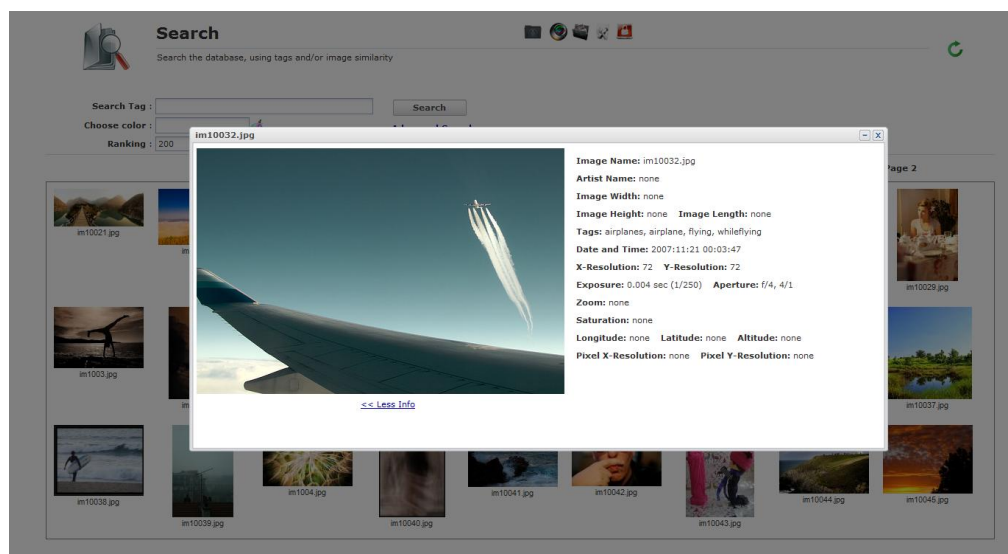 Search
Search the database, using tags and/or image similarity
Search Tag :
Search
Choose color :
Ranking : 200
Page 2
im10032.jpg
Image Name: im10032.jpg
Artist Name: none
Image Width: none
Image Height: none Image Length: none
Tags: airplanes, airplane, flying, whileflying
Date and Time: 2007:11:21 00:03:47
X-Resolution: 72 Y-Resolution: 72
Exposure: 0.004 sec (1/250) Aperture: f/4, 4/1
Zoom: none
Saturation: none
Longitude: none Latitude: none Altitude: none
Pixel X-Resolution: none Pixel Y-Resolution: none
<< Less Info
im10021.jpg
im10029.jpg
im1003.jpg
im10037.jpg
im10038.jpg
im10039.jpg
im1004.jpg
im10040.jpg
im10041.jpg
im10042.jpg
im10043.jpg
im10044.jpg
im10045.jpg